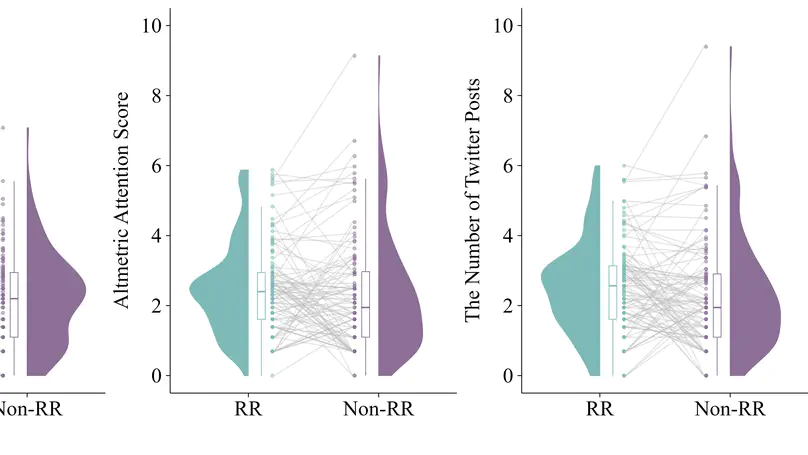 Non-RR
Altmetric Attention Score
10
8
6
4
2
0
RR
Non-RR
The Number of Twitter Posts
10
8
6
4
2
0
RR
Non-RR